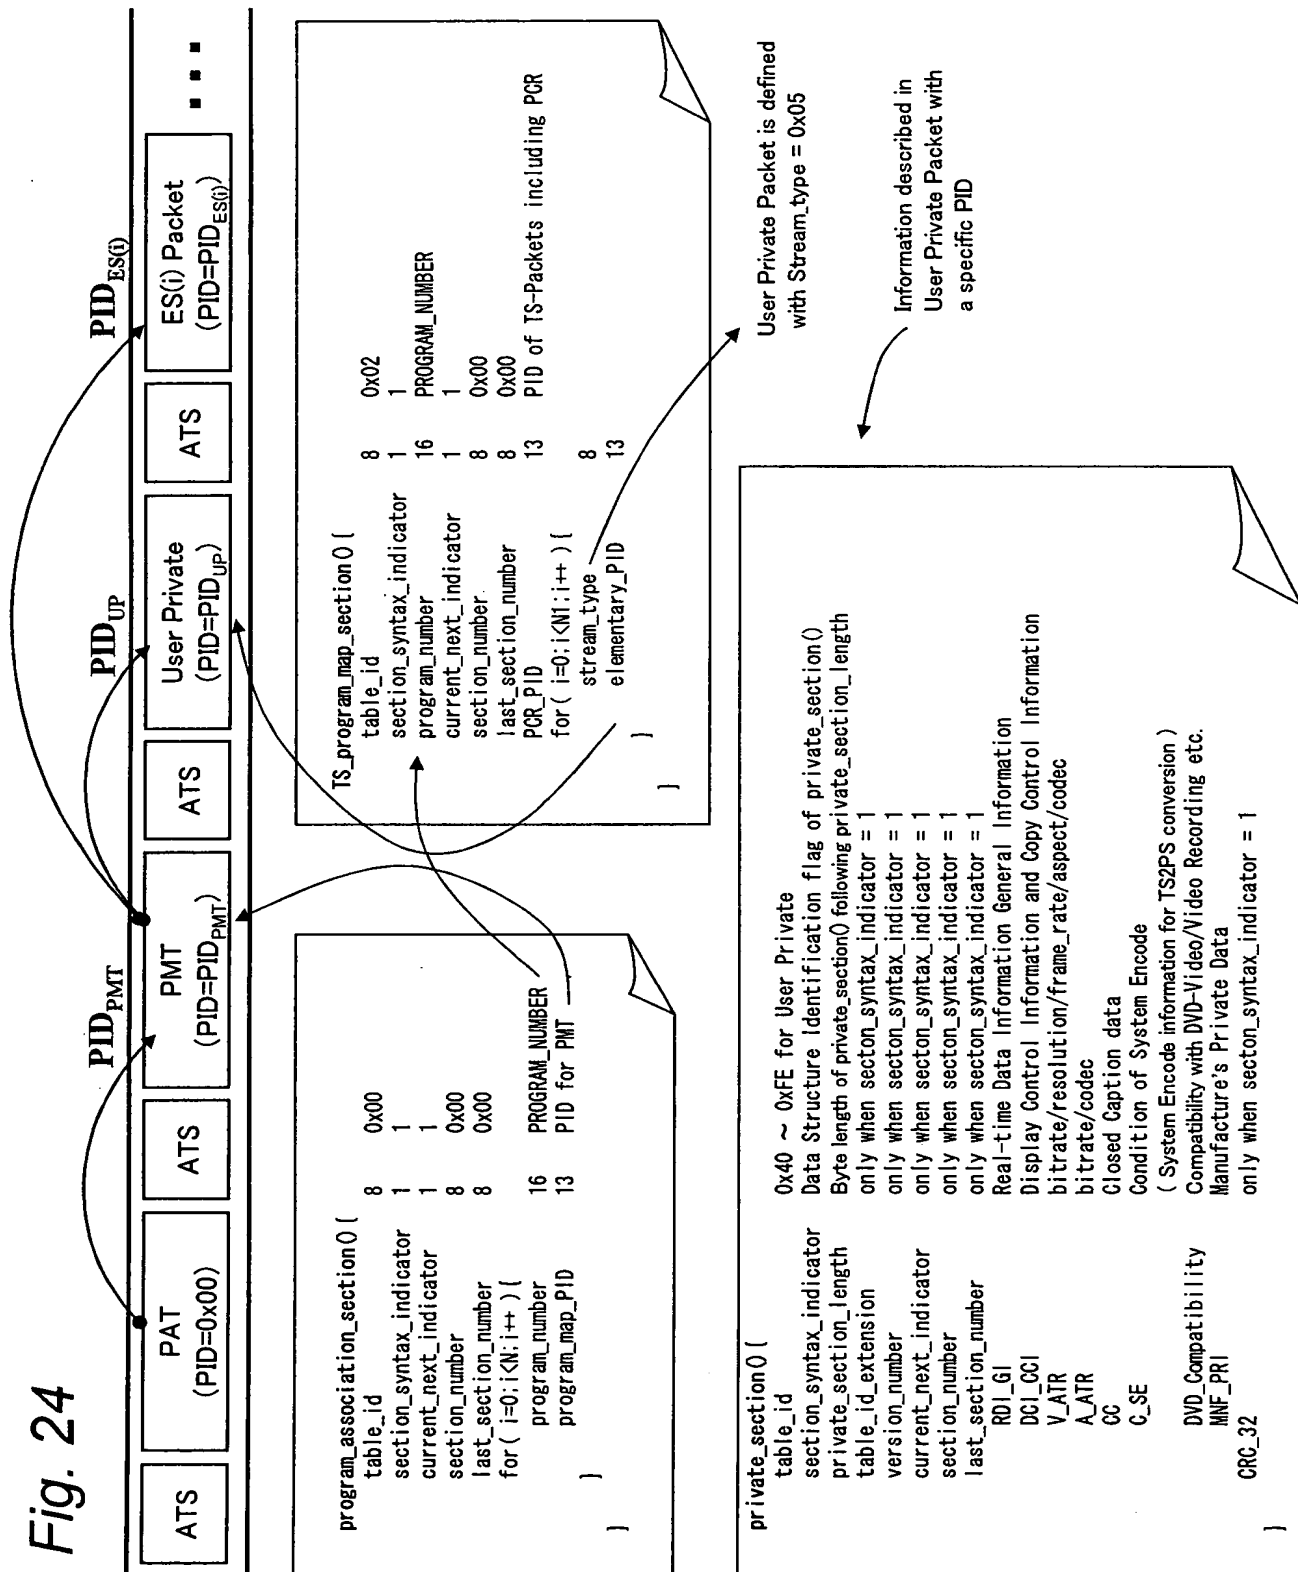 Fig. 24
PID_PMT
PID_UP
PID_ES(i)
ATS
PAT
(PID=0x00)
ATS
PMT
(PID=PID_PMT)
ATS
User Private
(PID=PID_UP)
ATS
ES(i) Packet
(PID=PID_ES(i))
program_association_section() {
table_id 8 0x00
section_syntax_indicator 1 1
current_next_indicator 1 1
section_number 8 0x00
last_section_number 8 0x00
for( i=0;i<N;i++ ) {
program_number 16 PROGRAM_NUMBER
program_map_PID 13 PID for PMT
}
TS_program_map_section() {
table_id 8 0x02
section_syntax_indicator 1 1
program_number 16 PROGRAM_NUMBER
current_next_indicator 1 1
section_number 8 0x00
last_section_number 8 0x00
PCR_PID 13 PID of TS-Packets including PCR
for( i=0;i<N1;i++ ) {
stream_type 8
elementary_PID 13
}
User Private Packet is defined
with Stream_type = 0x05
private_section() {
table_id 0x40 ~ 0xFE for User Private
section_syntax_indicator Data Structure Identification flag of private_section()
private_section_length Byte length of private_section() following private_section_length
table_id_extension only when secton_syntax_indicator = 1
version_number only when secton_syntax_indicator = 1
current_next_indicator only when secton_syntax_indicator = 1
section_number only when secton_syntax_indicator = 1
last_section_number only when secton_syntax_indicator = 1
RDI_GI Real-time Data Information General Information
DCI_CCI Display Control Information and Copy Control Information
V_ATR bitrate/resolution/frame_rate/aspect/codec
A_ATR bitrate/codec
CC Closed Caption data
C_SE Condition of System Encode
( System Encode information for TS2PS conversion )
DVD_Compatibility Compatibility with DVD-Video/Video Recording etc.
MNF_PRI Manufacture's Private Data
CRC_32 only when secton_syntax_indicator = 1
}
Information described in
User Private Packet with
a specific PID